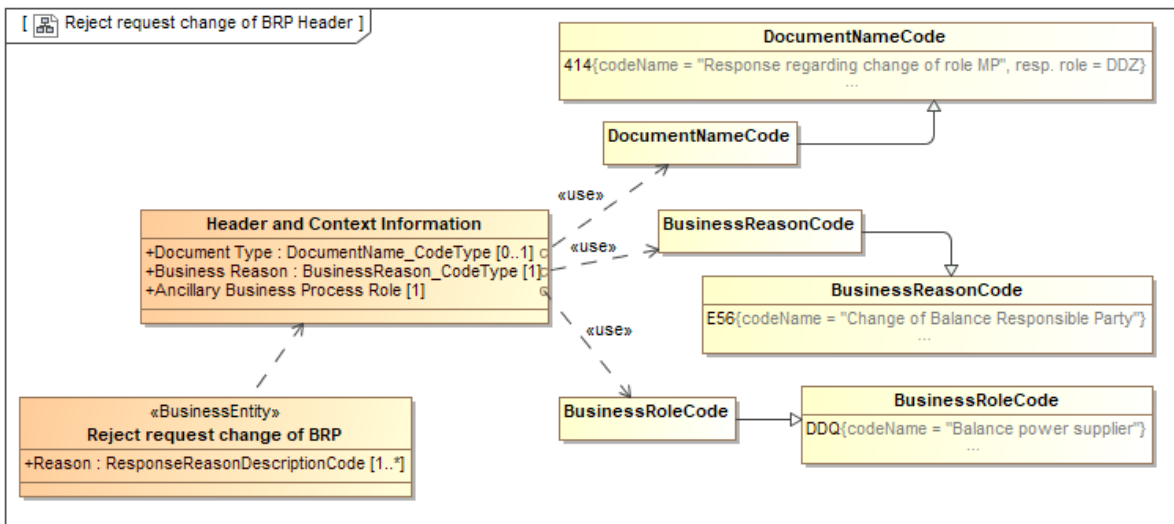 [ Reject request change of BRP Header ]
DocumentNameCode
414{codeName = "Response regarding change of role MP", resp. role = DDZ}
...
DocumentNameCode
«use»
Header and Context Information
+Document Type : DocumentName_CodeType [0..1]
+Business Reason : BusinessReason_CodeType [1]
+Ancillary Business Process Role [1]
«use»
BusinessReasonCode
BusinessReasonCode
E56{codeName = "Change of Balance Responsible Party"}
...
«use»
«BusinessEntity»
Reject request change of BRP
+Reason : ResponseReasonDescriptionCode [1..*]
BusinessRoleCode
BusinessRoleCode
DDQ{codeName = "Balance power supplier"}
...